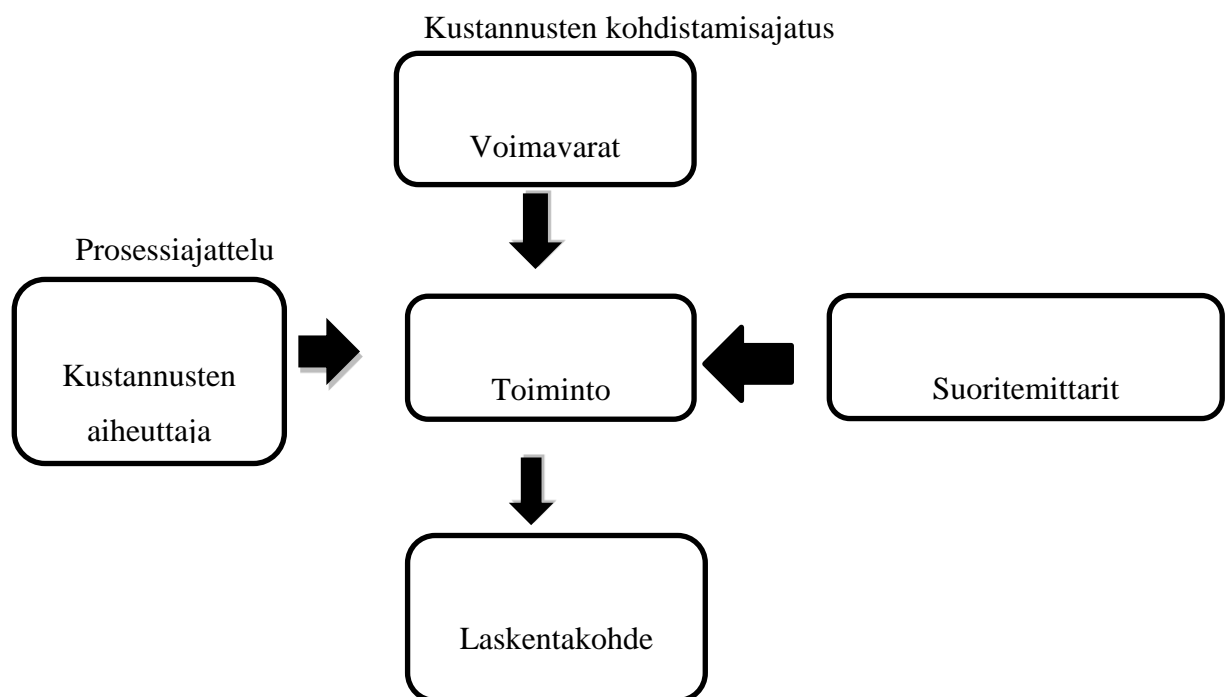 Kustannusten kohdistamisajatus
Voimavarat
Prosessiajattelu
Kustannusten
aiheuttaja
Toiminto
Suoritemittarit
Laskentakohde